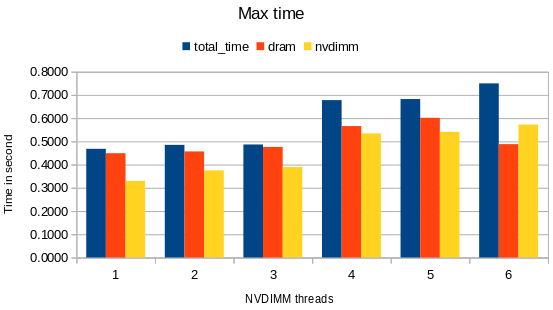 Max time
total_time dram nvdimm
0.8000
0.7000
0.6000
0.5000
0.4000
0.3000
0.2000
0.1000
0.0000
Time in second
1 2 3 4 5 6
NVDIMM threads